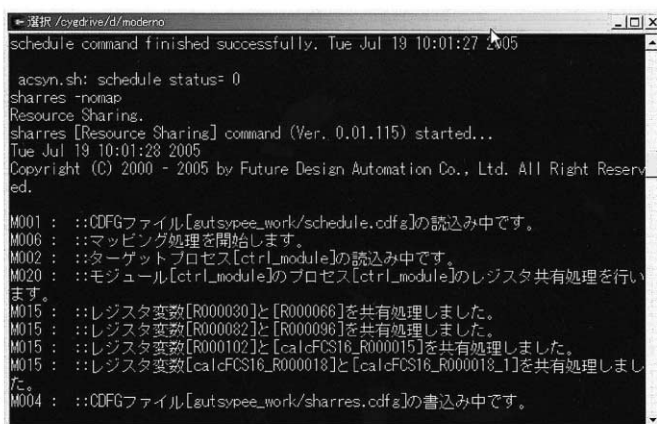 選択 /cygdrive/d/moderno
schedule command finished successfully. Tue Jul 19 10:01:27 2005
acsyn.sh: schedule status= 0
sharres -nomap
Resource Sharing.
sharres [Resource Sharing] command (Ver. 0.01.115) started...
Tue Jul 19 10:01:28 2005
Copyright (C) 2000 - 2005 by Future Design Automation Co., Ltd. All Right Reserv
ed.
M001 :  ::CDFGファイル[gutsypee_work/schedule.cdfg]の読込み中です。
M006 :  ::マッピング処理を開始します。
M002 :  ::ターゲットプロセス[ctrl_module]の読込み中です。
M020 :  ::モジュール[ctrl_module]のプロセス[ctrl_module]のレジスタ共有処理を行い
ます。
M015 :  ::レジスタ変数[R000030]と[R000066]を共有処理しました。
M015 :  ::レジスタ変数[R000082]と[R000096]を共有処理しました。
M015 :  ::レジスタ変数[R000102]と[calcFCS16_R000015]を共有処理しました。
M015 :  ::レジスタ変数[calcFCS16_R000018]と[calcFCS16_R000018_1]を共有処理しまし
た。
M004 :  ::CDFGファイル[gutsypee_work/sharres.cdfg]の書込み中です。